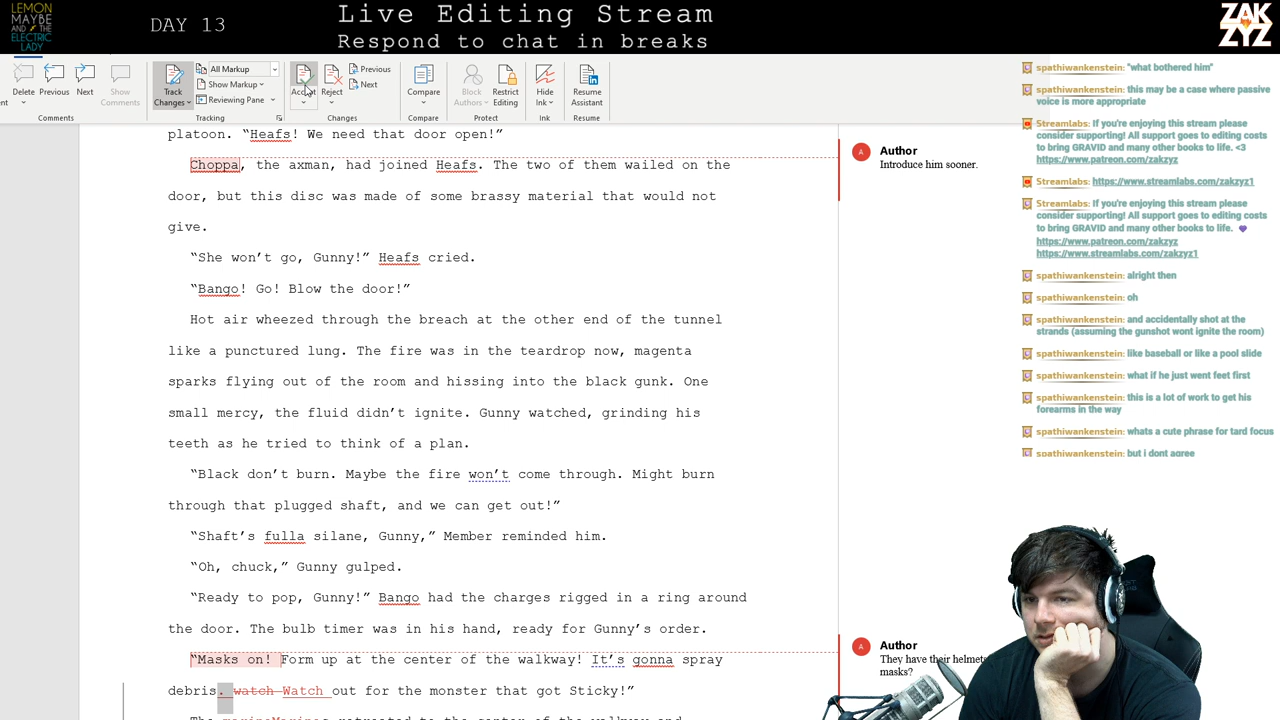 LEMON
MAYBE
AND THE
ELECTRIC
LADY
DAY 13
Live Editing Stream
Respond to chat in breaks
ZAK
ZYZ
Delete
Previous
Next
Show
Comments
Comments
Track
Changes
All Markup
Show Markup
Reviewing Pane
Tracking
Accept
Reject
Previous
Next
Changes
Compare
Compare
Block
Authors
Restrict
Editing
Protect
Hide
Ink
Ink
Resume
Assistant
Resume
platoon. “Heafs! We need that door open!”
Choppa, the axman, had joined Heafs. The two of them wailed on the
door, but this disc was made of some brassy material that would not
give.
“She won’t go, Gunny!” Heafs cried.
“Bango! Go! Blow the door!”
Hot air wheezed through the breach at the other end of the tunnel
like a punctured lung. The fire was in the teardrop now, magenta
sparks flying out of the room and hissing into the black gunk. One
small mercy, the fluid didn’t ignite. Gunny watched, grinding his
teeth as he tried to think of a plan.
“Black don’t burn. Maybe the fire won’t come through. Might burn
through that plugged shaft, and we can get out!”
“Shaft’s fulla silane, Gunny,” Member reminded him.
“Oh, chuck,” Gunny gulped.
“Ready to pop, Gunny!” Bango had the charges rigged in a ring around
the door. The bulb timer was in his hand, ready for Gunny’s order.
“Masks on! Form up at the center of the walkway! It’s gonna spray
debris. watch Watch out for the monster that got Sticky!”
Author
Introduce him sooner.
Author
They have their helmets
masks?
spathiwankenstein: "what bothered him"
spathiwankenstein: this may be a case where passive
voice is more appropriate
Streamlabs: If you're enjoying this stream please
consider supporting! All support goes to editing costs
to bring GRAVID and many other books to life. <3
https://www.patreon.com/zakzyz
Streamlabs: https://www.streamlabs.com/zakzyz1
Streamlabs: If you're enjoying this stream please
consider supporting! All support goes to editing costs
to bring GRAVID and many other books to life. 💜
https://www.patreon.com/zakzyz
https://www.streamlabs.com/zakzyz1
spathiwankenstein: alright then
spathiwankenstein: oh
spathiwankenstein: and accidentally shot at the
strands (assuming the gunshot wont ignite the room)
spathiwankenstein: like baseball or like a pool slide
spathiwankenstein: what if he just went feet first
spathiwankenstein: this is a lot of work to get his
forearms in the way
spathiwankenstein: whats a cute phrase for tard focus
spathiwankenstein: but i dont agree